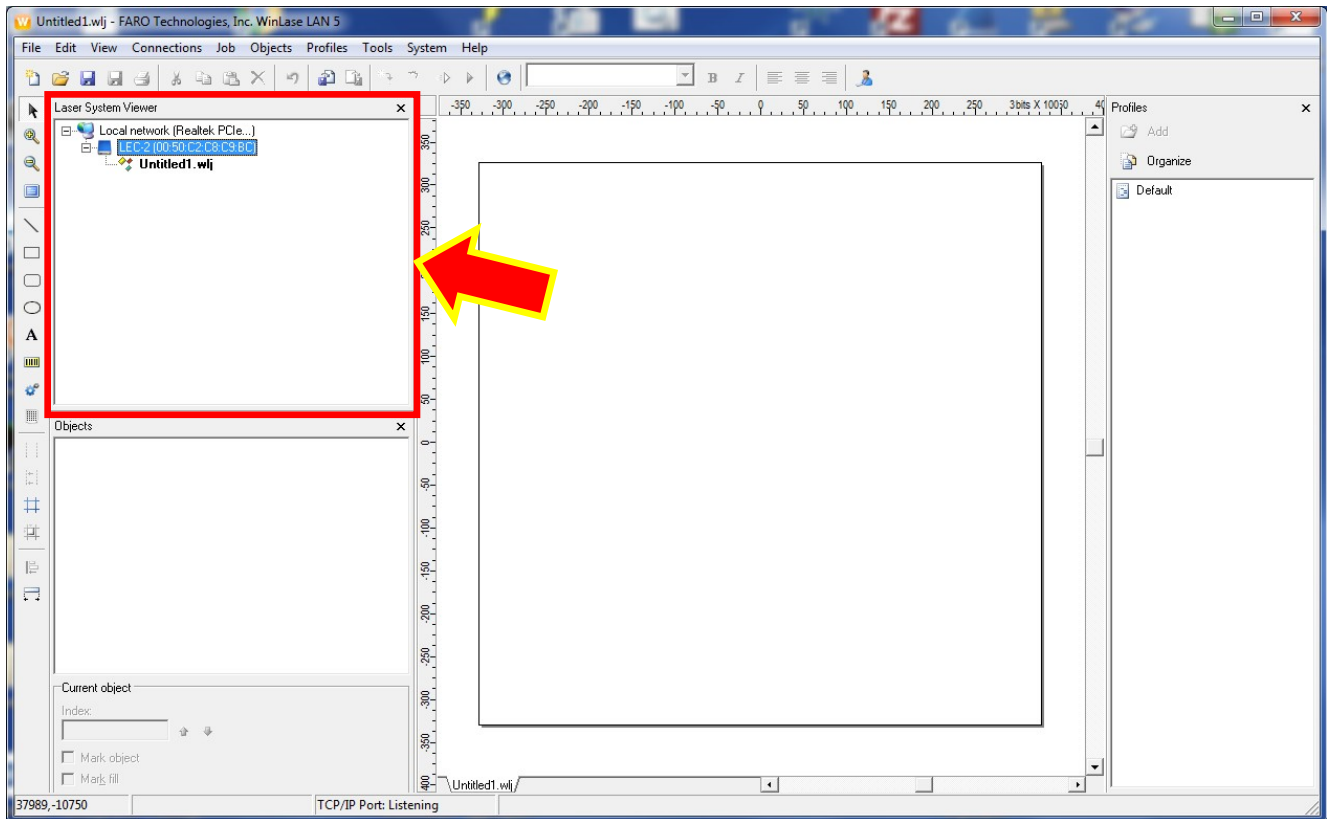 Untitled1.wlj - FARO Technologies, Inc. WinLase LAN 5
File Edit View Connections Job Objects Profiles Tools System Help
B I
Laser System Viewer
Local network (Realtek PCIe...)
LEC-2 (00:50:C2:C8:C9:BC)
Untitled1.wlj
-350 -300 -250 -200 -150 -100 -50 0 50 100 150 200 250 3bits X 100
Profiles
Add
Organize
Default
A
350
300
250
150
100
50
0
-50
-100
-150
-200
-250
-300
-350
-400
Objects
Current object
Index:
Mark object
Mark fill
Untitled1.wlj
37989,-10750
TCP/IP Port: Listening